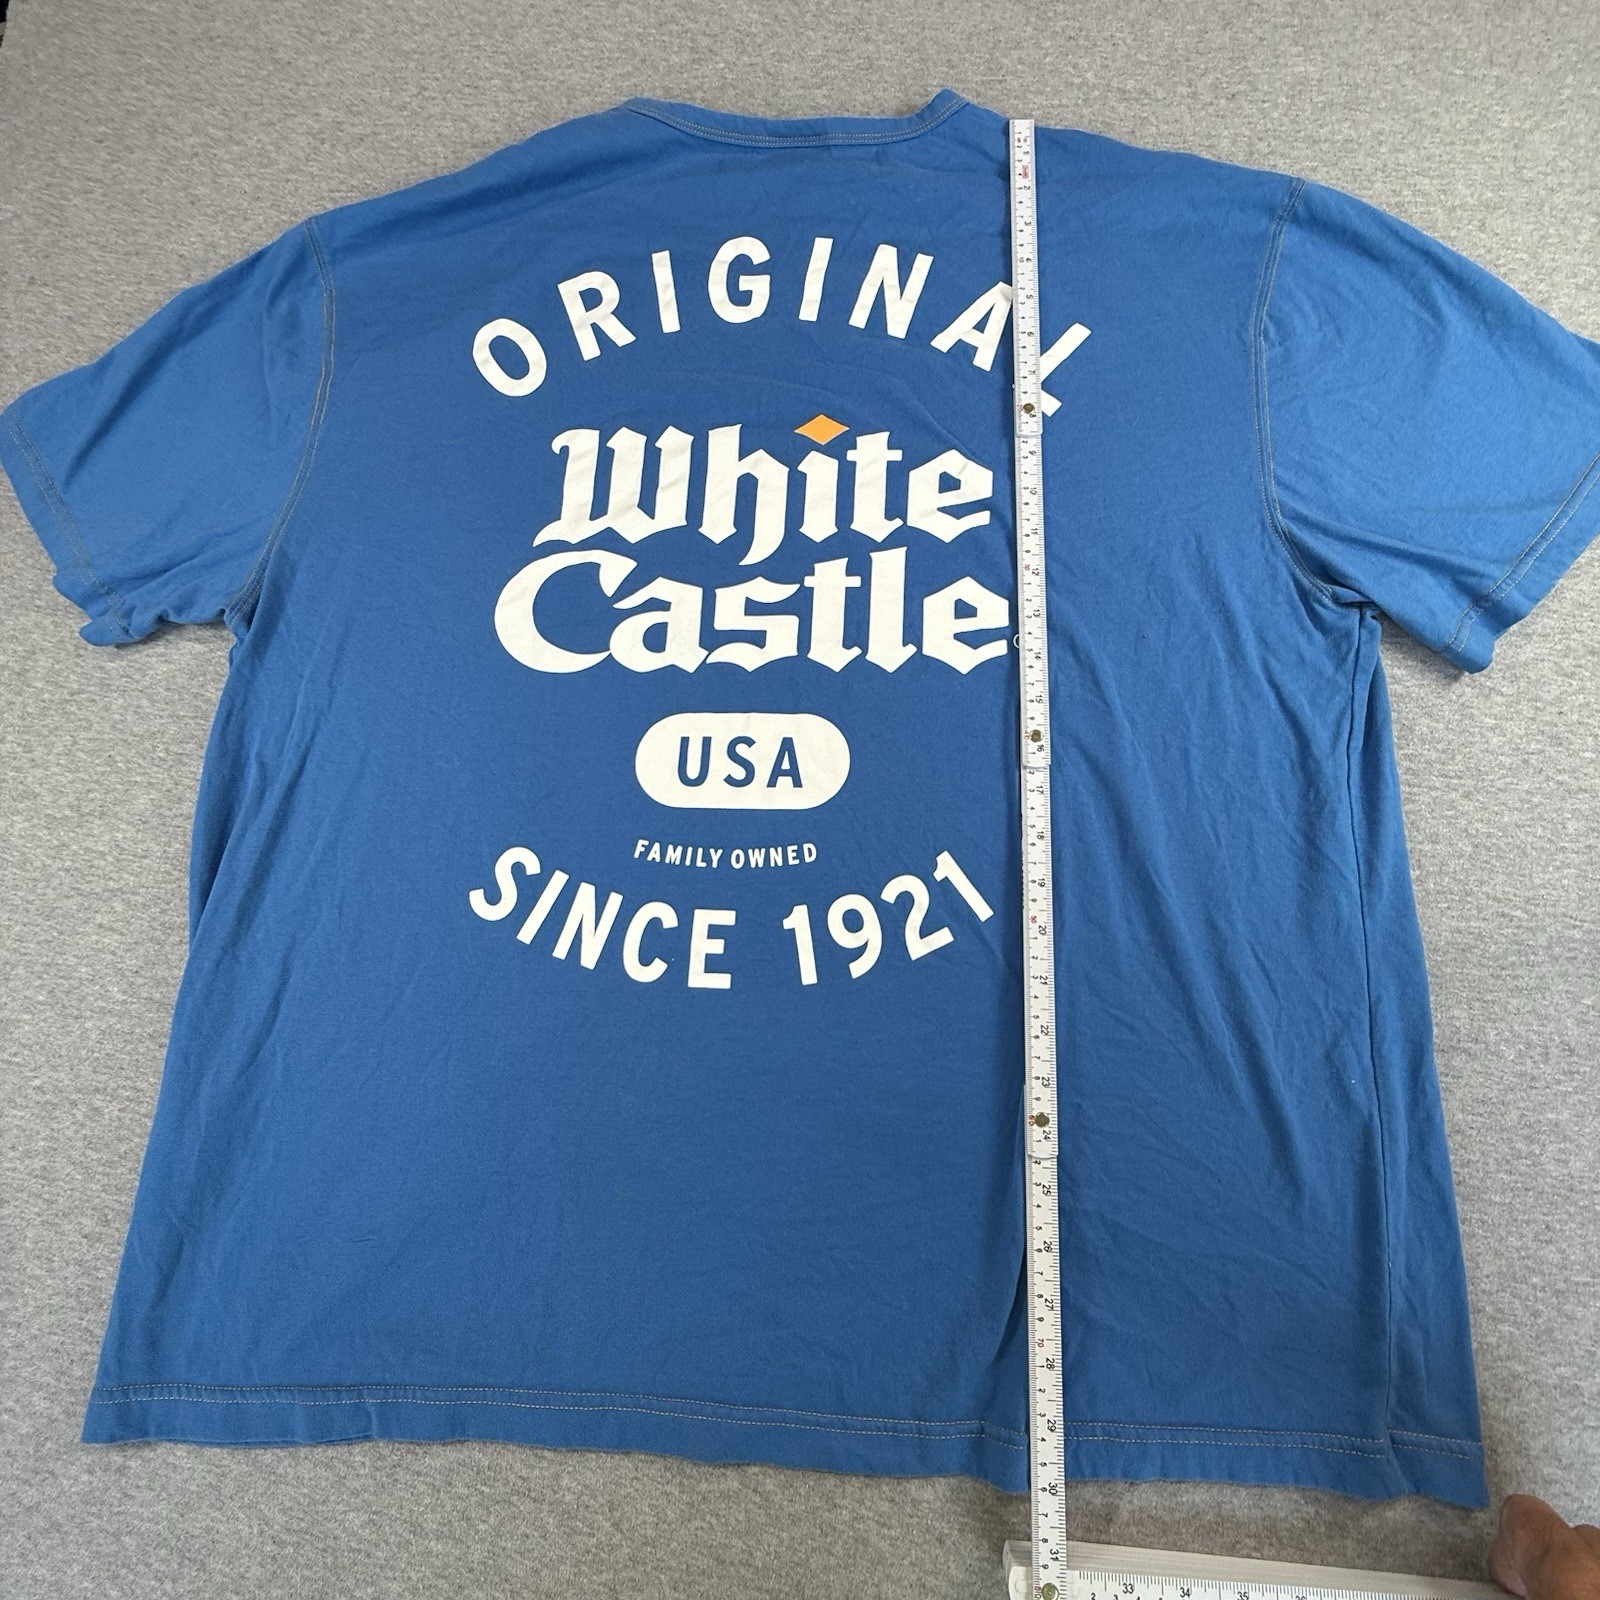 ORIGINAL
White
Castle
USA
FAMILY OWNED
SINCE 1921